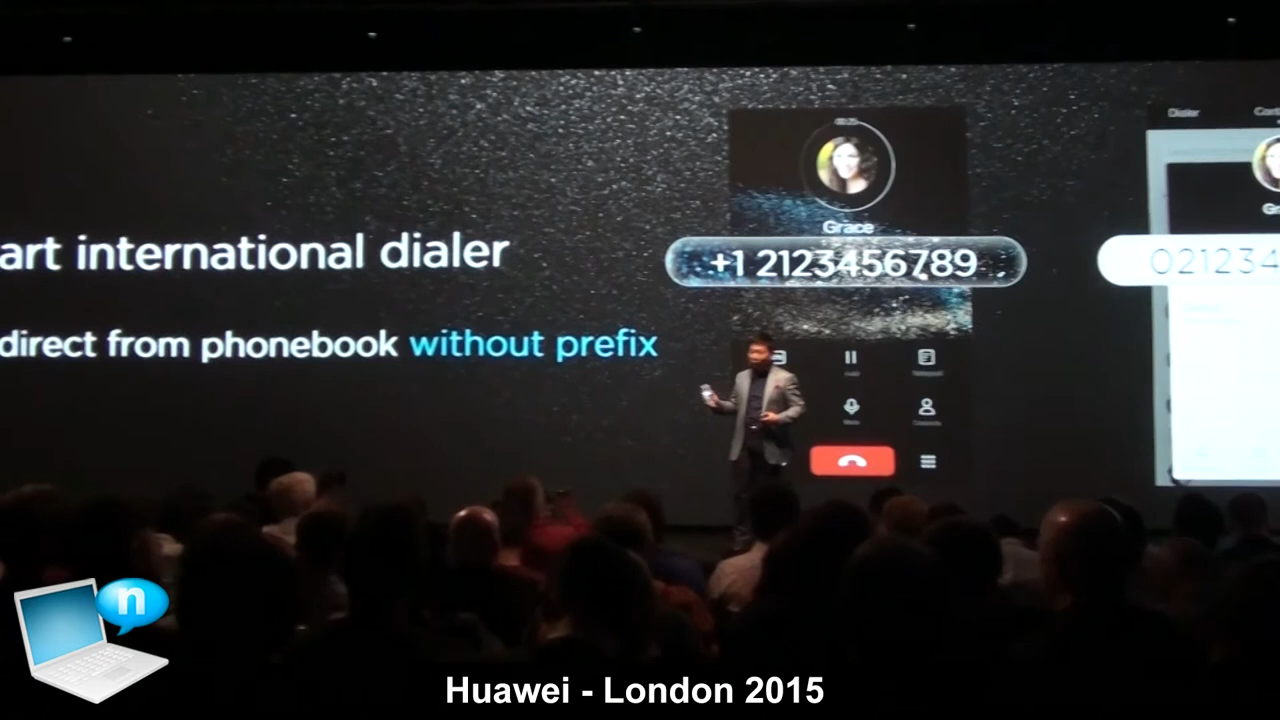 Dialer
art international dialer
Grace
+1 2123456789
021234
direct from phonebook without prefix
n
Huawei - London 2015